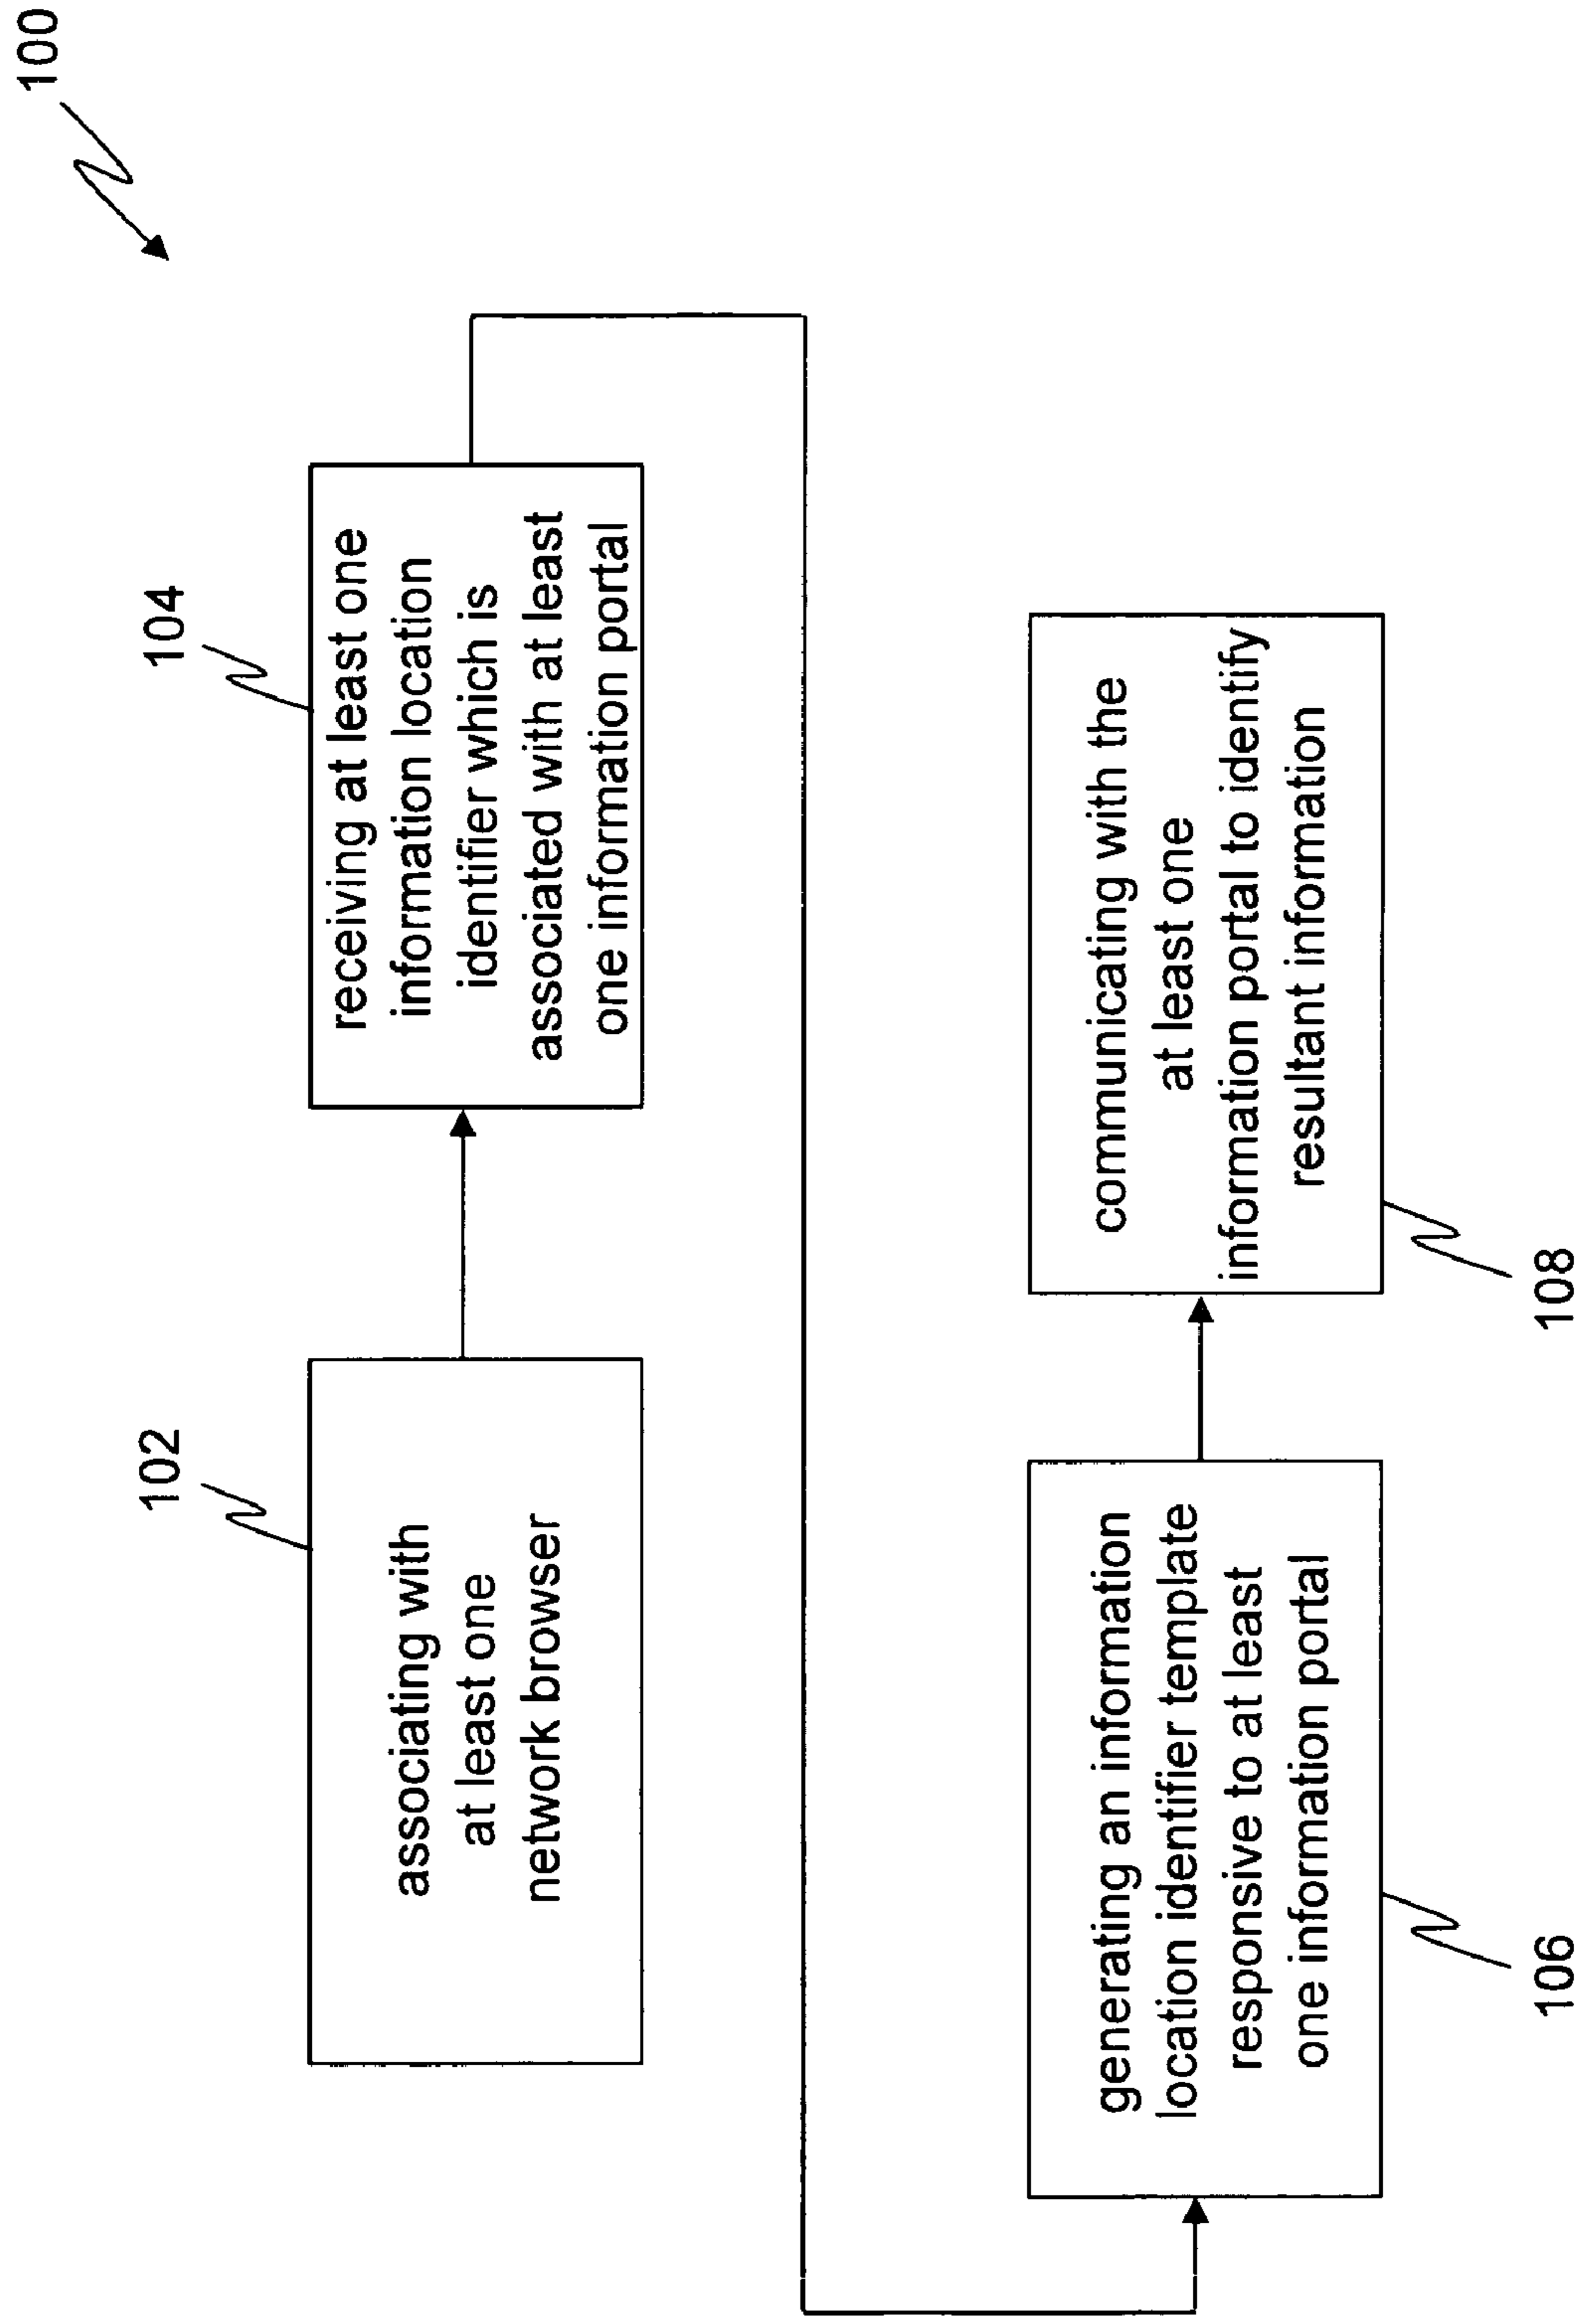 100
102
associating with
at least one
network browser
104
receiving at least one
information location
identifier which is
associated with at least
one information portal
generating an information
location identifier template
responsive to at least
one information portal
106
communicating with the
at least one
information portal to identify
resultant information
108